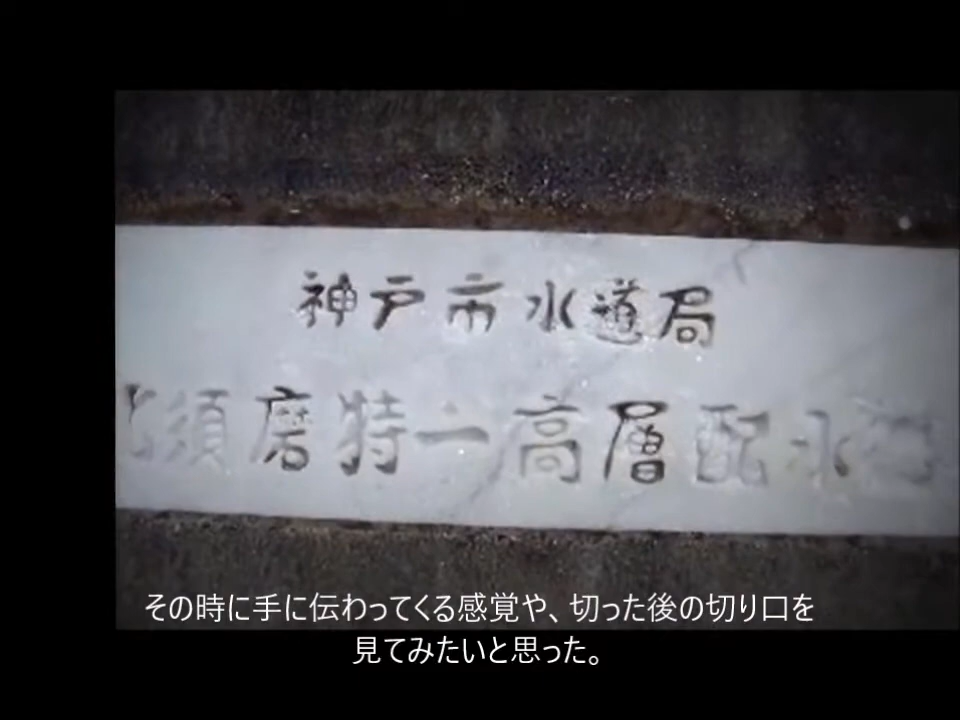 神戸市水道局
北須磨特一高層配水池
その時に手に伝わってくる感覚や、切った後の切り口を
見てみたいと思った。